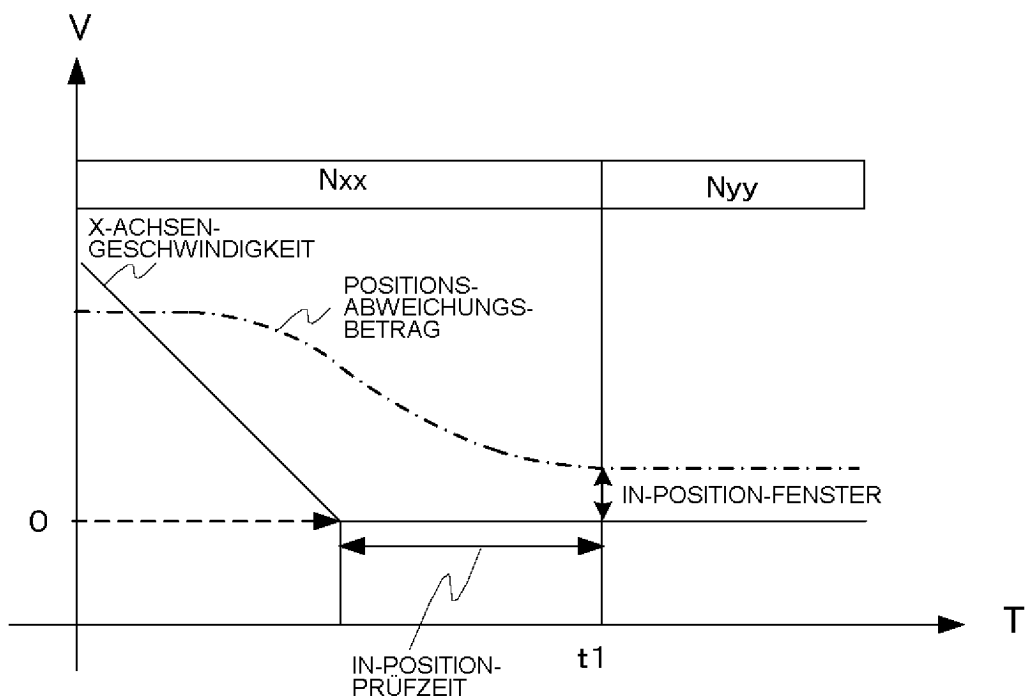 V
Nxx
Nyy
X-ACHSEN-
GESCHWINDIGKEIT
POSITIONS-
ABWEICHUNGS-
BETRAG
IN-POSITION-FENSTER
0
T
t1
IN-POSITION-
PRÜFZEIT